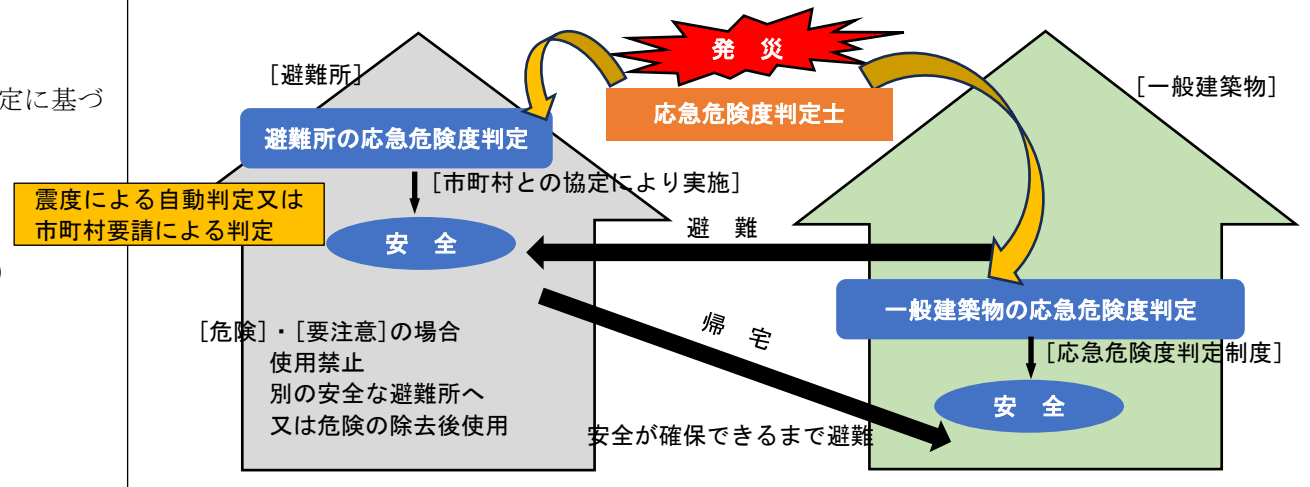 定に基づ
)
発 災
応急危険度判定士
[避難所]
避難所の応急危険度判定
[市町村との協定により実施]
震度による自動判定又は
市町村要請による判定
安 全
[危険]・[要注意]の場合
使用禁止
別の安全な避難所へ
又は危険の除去後使用
避 難
帰 宅
安全が確保できるまで避難
[一般建築物]
一般建築物の応急危険度判定
[応急危険度判定制度]
安 全